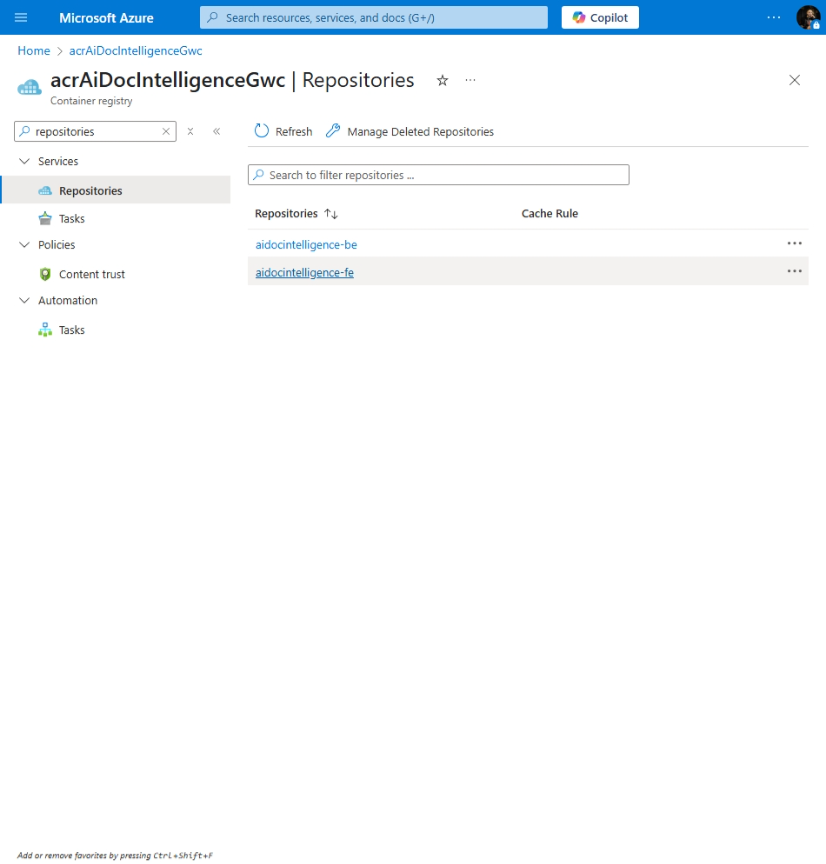 Microsoft Azure
Search resources, services, and docs (G+/)
Copilot
Home > acrAiDocIntelligenceGwc
acrAiDocIntelligenceGwc | Repositories
Container registry
repositories
Refresh
Manage Deleted Repositories
Services
Repositories
Tasks
Policies
Content trust
Automation
Tasks
Search to filter repositories ...
Repositories ↑↓ Cache Rule
aidocintelligence-be
aidocintelligence-fe
Add or remove favorites by pressing Ctrl+Shift+F